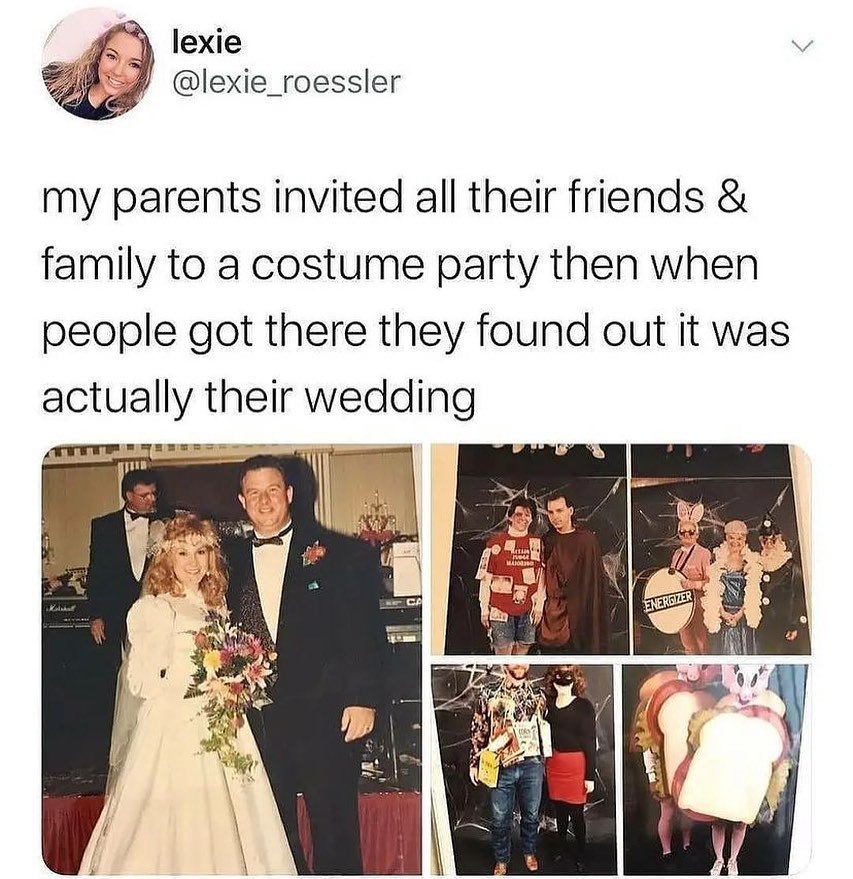 lexie
@lexie_roessler
my parents invited all their friends &
family to a costume party then when
people got there they found out it was
actually their wedding
Marshall
ENERGIZER